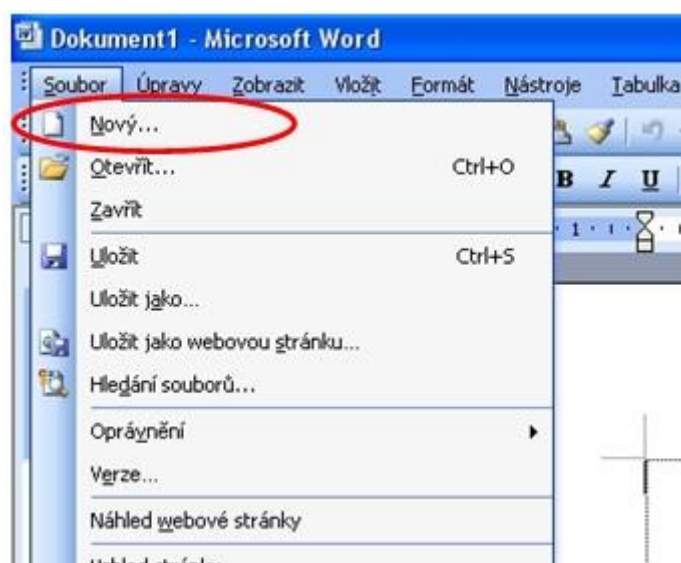 Dokument1 - Microsoft Word
Soubor Úpravy Zobrazit Vložit Formát Nástroje Tabulka
Nový...
Otevřít... Ctrl+O
B I U
Zavřít
1
Uložit Ctrl+S
Uložit jako...
Uložit jako webovou stránku...
Hledání souborů...
Oprávnění
Verze...
Náhled webové stránky